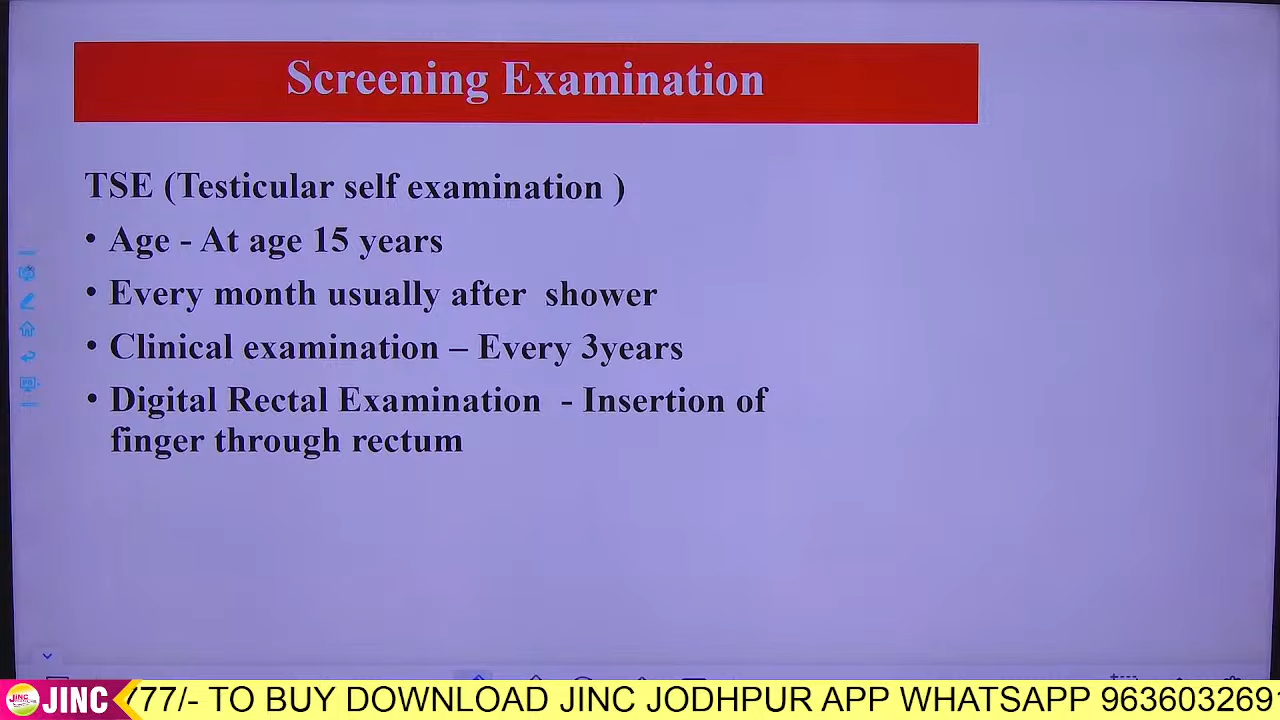 Screening Examination
TSE (Testicular self examination )
• Age - At age 15 years
• Every month usually after shower
• Clinical examination – Every 3years
• Digital Rectal Examination - Insertion of
finger through rectum
JINC
77/- TO BUY DOWNLOAD JINC JODHPUR APP WHATSAPP 963603269